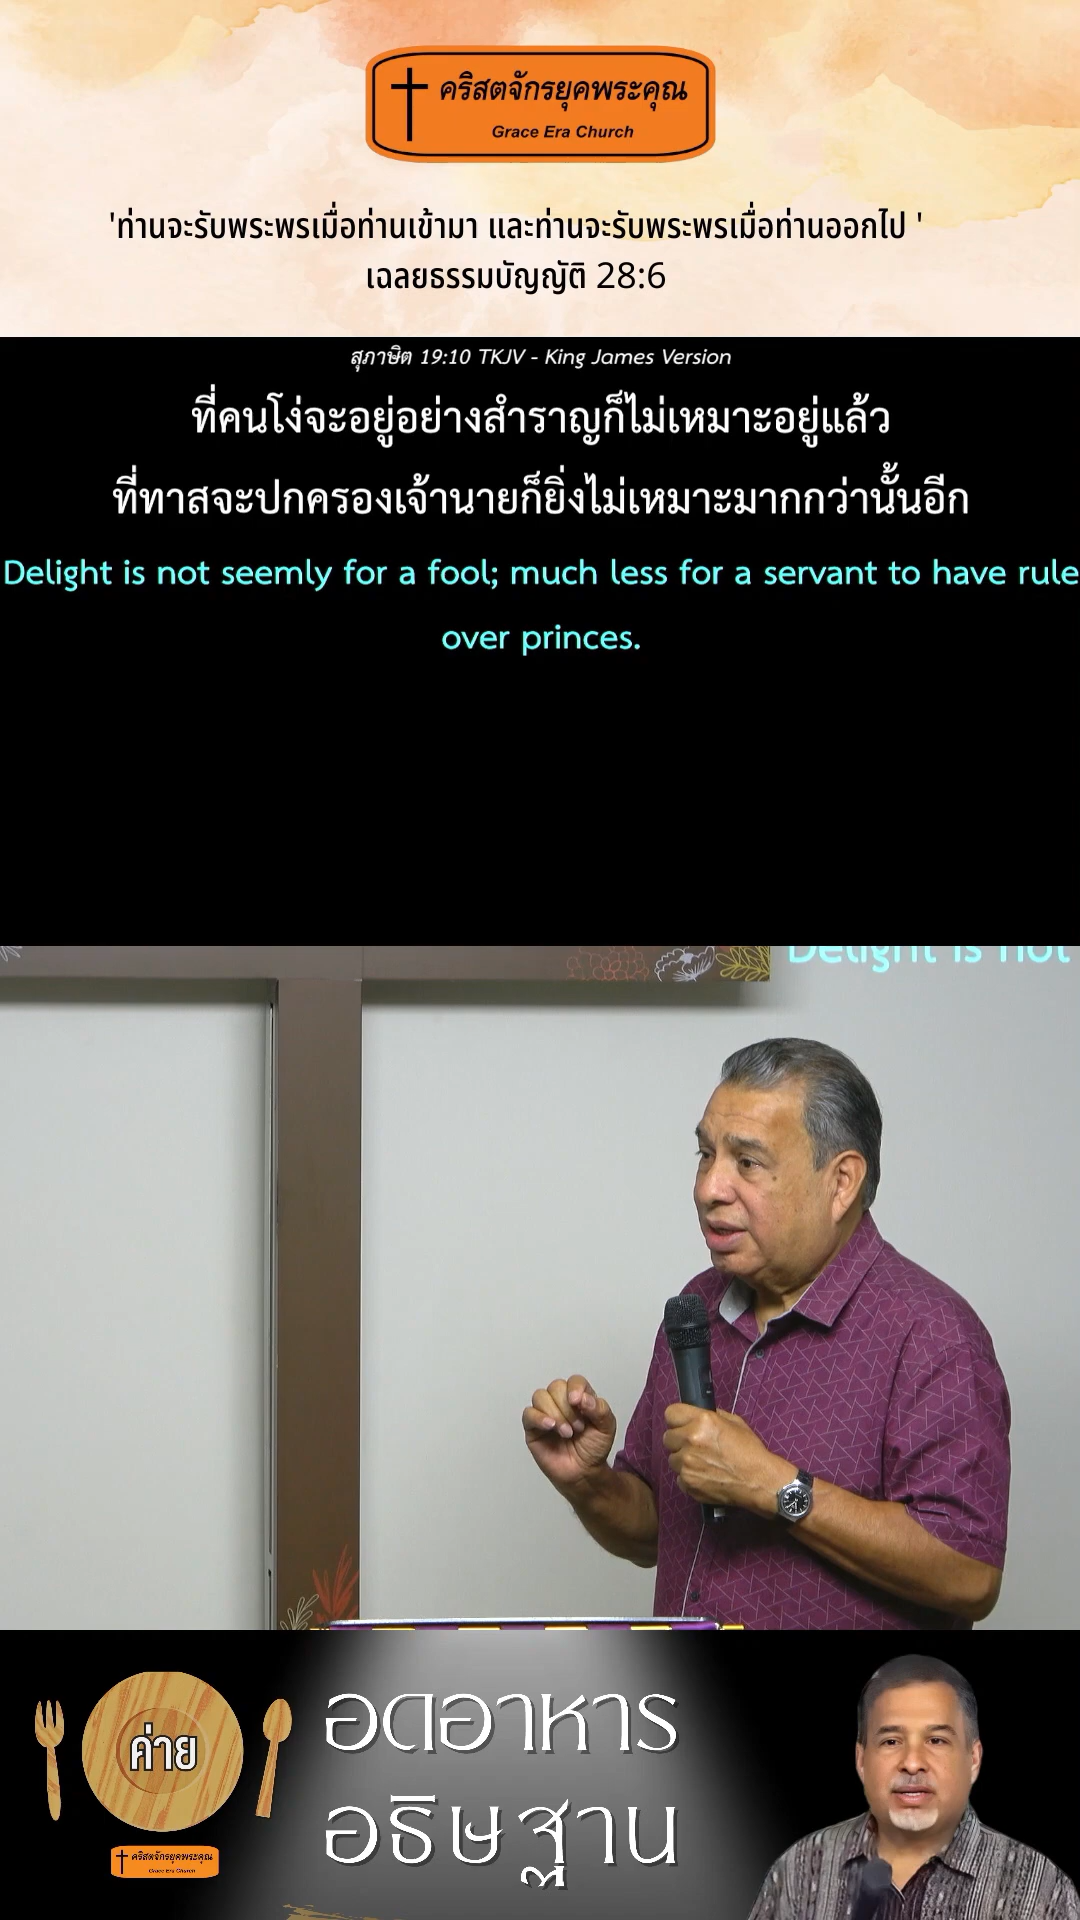 คริสตจักรยุคพระคุณ
Grace Era Church
'ท่านจะรับพระพรเมื่อท่านเข้ามา และท่านจะรับพระพรเมื่อท่านออกไป '
เฉลยธรรมบัญญัติ 28:6
สุภาษิต 19:10 TKJV - King James Version
ที่คนโง่จะอยู่อย่างสำราญก็ไม่เหมาะอยู่แล้ว
ที่ทาสจะปกครองเจ้านายก็ยิ่งไม่เหมาะมากกว่านั้นอีก
Delight is not seemly for a fool; much less for a servant to have rule
over princes.
Delight is not
ค่าย
อดอาหาร
อธิษฐาน
คริสตจักรยุคพระคุณ
Grace Era Church